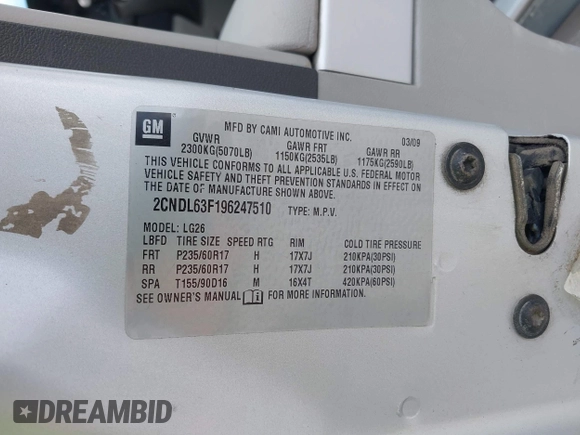 GM
MFD BY CAMI AUTOMOTIVE INC. 03/09
GVWR GAWR FRT GAWR RR
2300KG(5070LB) 1150KG(2535LB) 1175KG(2590LB)
THIS VEHICLE CONFORMS TO ALL APPLICABLE U.S. FEDERAL MOTOR
VEHICLE SAFETY AND THEFT PREVENTION STANDARDS IN EFFECT ON
THE DATE OF MANUFACTURE SHOWN ABOVE.
2CNDL63F196247510 TYPE: M.P.V.
MODEL: LG26
LBFD TIRE SIZE SPEED RTG RIM COLD TIRE PRESSURE
FRT P235/60R17 H 17X7J 210KPA(30PSI)
RR P235/60R17 H 17X7J 210KPA(30PSI)
SPA T155/90D16 M 16X4T 420KPA(60PSI)
SEE OWNER'S MANUAL FOR MORE INFORMATION.
DREAMBID